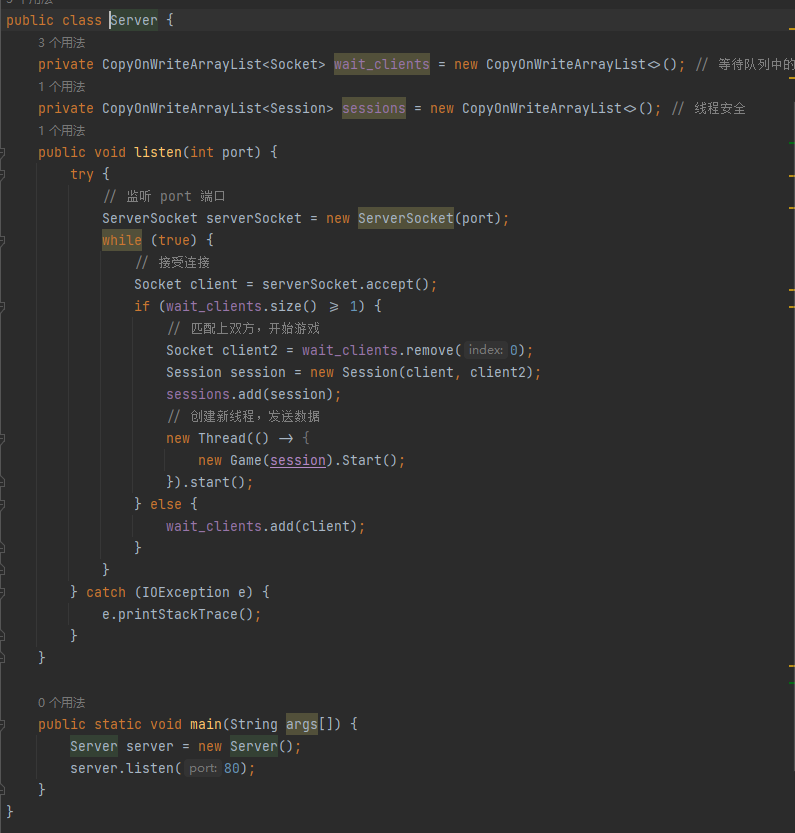 public class Server {
3 个用法
private CopyOnWriteArrayList<Socket> wait_clients = new CopyOnWriteArrayList<>(); // 等待队列中的
1 个用法
private CopyOnWriteArrayList<Session> sessions = new CopyOnWriteArrayList<>(); // 线程安全
1 个用法
public void listen(int port) {
try {
// 监听 port 端口
ServerSocket serverSocket = new ServerSocket(port);
while (true) {
// 接受连接
Socket client = serverSocket.accept();
if (wait_clients.size() >= 1) {
// 匹配上双方，开始游戏
Socket client2 = wait_clients.remove( index: 0);
Session session = new Session(client, client2);
sessions.add(session);
// 创建新线程，发送数据
new Thread(() -> {
new Game(session).Start();
}).start();
} else {
wait_clients.add(client);
}
}
} catch (IOException e) {
e.printStackTrace();
}
}
0 个用法
public static void main(String args[]) {
Server server = new Server();
server.listen( port: 80);
}
}